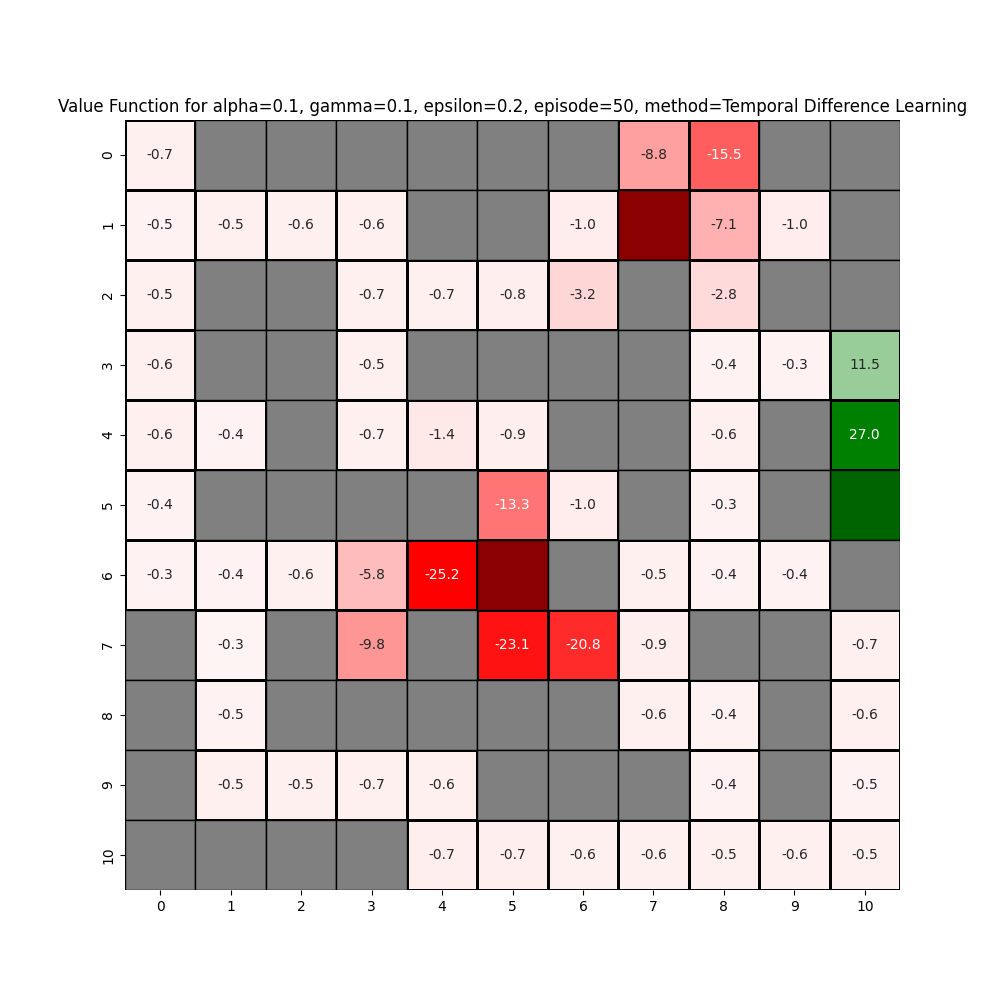 Value Function for alpha=0.1, gamma=0.1, epsilon=0.2, episode=50, method=Temporal Difference Learning
0 -0.7 -8.8 -15.5
1 -0.5 -0.5 -0.6 -0.6 -1.0 -7.1 -1.0
2 -0.5 -0.7 -0.7 -0.8 -3.2 -2.8
3 -0.6 -0.5 -0.4 -0.3 11.5
4 -0.6 -0.4 -0.7 -1.4 -0.9 -0.6 27.0
5 -0.4 -13.3 -1.0 -0.3
6 -0.3 -0.4 -0.6 -5.8 -25.2 -0.5 -0.4 -0.4
7 -0.3 -9.8 -23.1 -20.8 -0.9 -0.7
8 -0.5 -0.6 -0.4 -0.6
9 -0.5 -0.5 -0.7 -0.6 -0.4 -0.5
10 -0.7 -0.7 -0.6 -0.6 -0.5 -0.6 -0.5
0 1 2 3 4 5 6 7 8 9 10